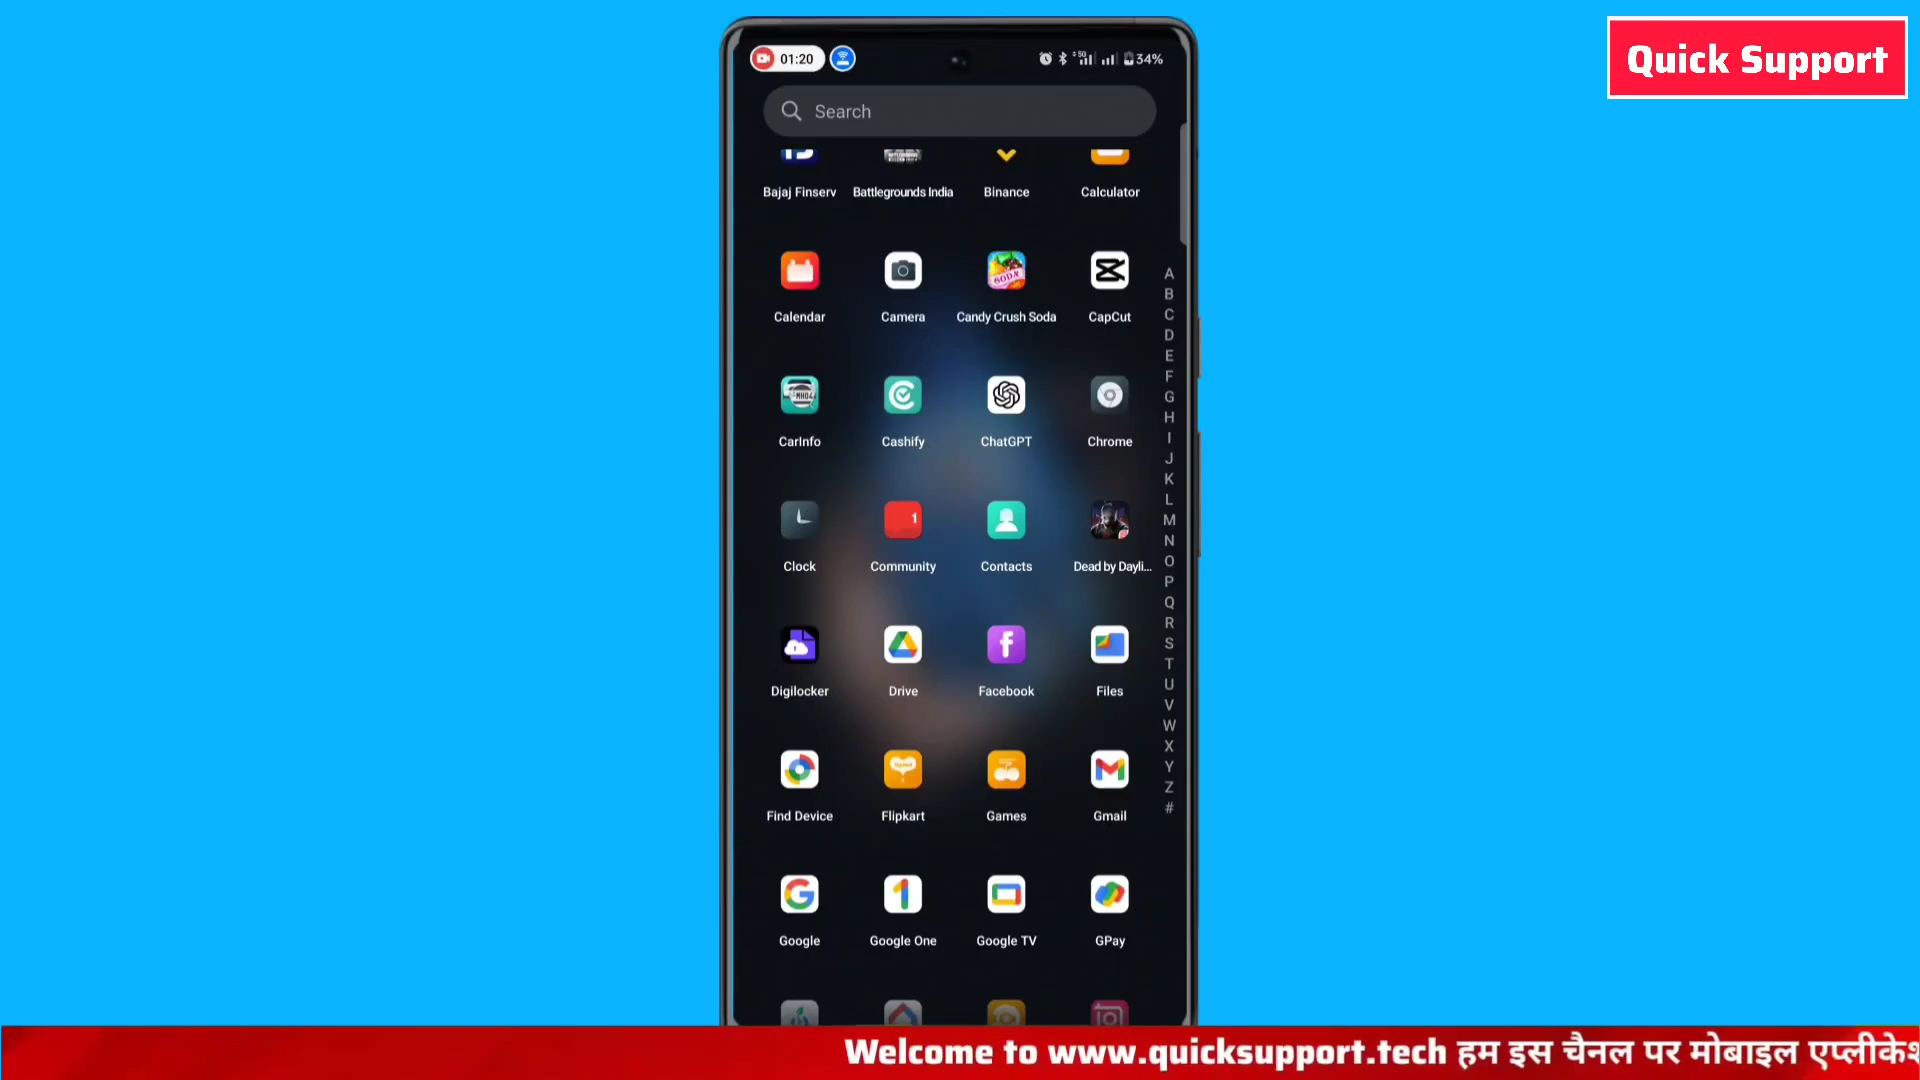 Quick Support
01:20
5G
34%
Search
Bajaj Finserv Battlegrounds India Binance Calculator
Calendar Camera Candy Crush Soda CapCut
CarInfo Cashify ChatGPT Chrome
Clock Community Contacts Dead by Dayli...
Digilocker Drive Facebook Files
Find Device Flipkart Games Gmail
Google Google One Google TV GPay
A
B
C
D
E
F
G
H
I
J
K
L
M
N
O
P
Q
R
S
T
U
V
W
X
Y
Z
#
Welcome to www.quicksupport.tech हम इस चैनल पर मोबाइल